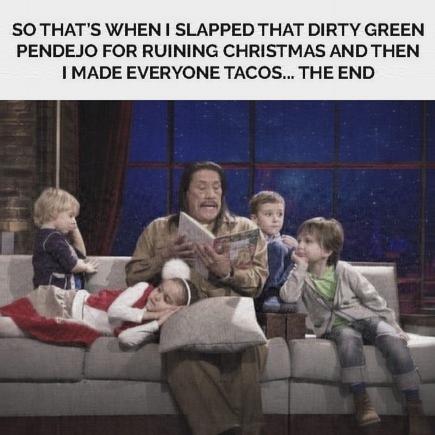 SO THAT'S WHEN I SLAPPED THAT DIRTY GREEN
PENDEJO FOR RUINING CHRISTMAS AND THEN
I MADE EVERYONE TACOS... THE END